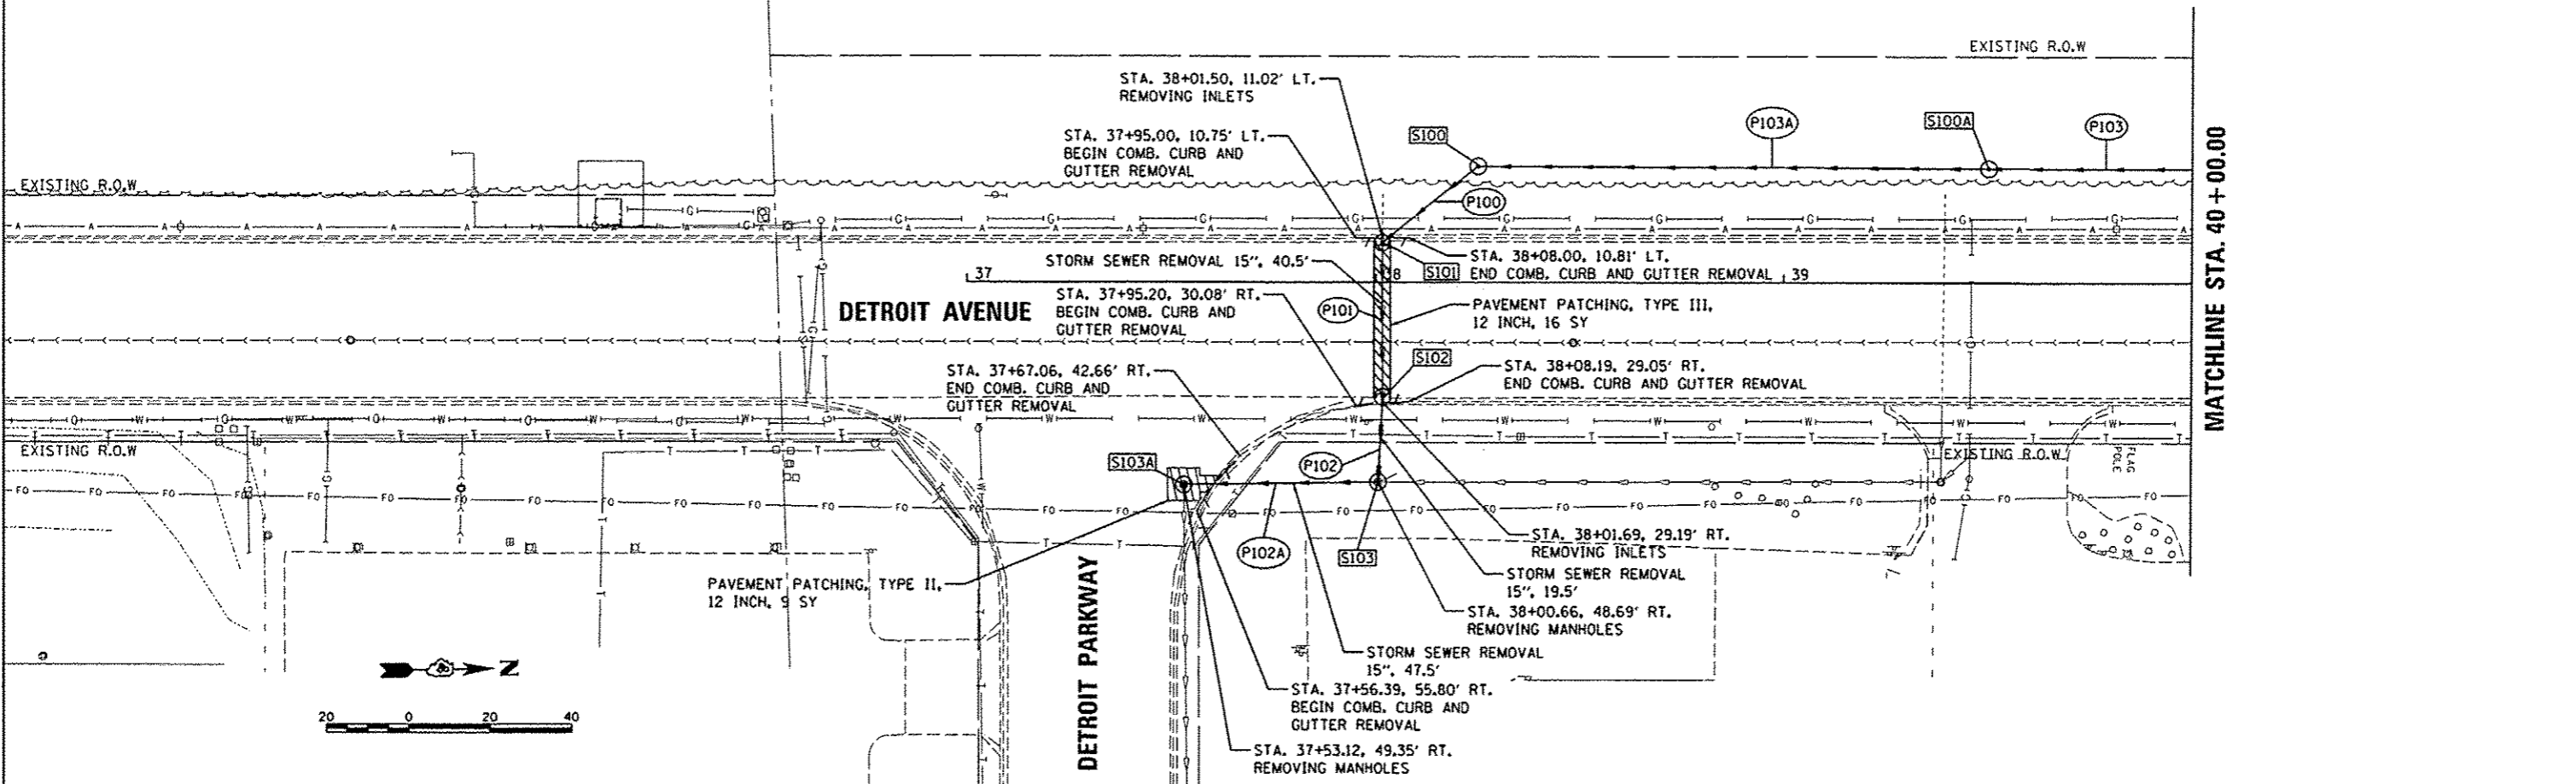 EXISTING R.O.W
STA. 38+01.50, 11.02' LT.
REMOVING INLETS
S100
P103A
S100A
P103
STA. 37+95.00, 10.75' LT.
BEGIN COMB. CURB AND
GUTTER REMOVAL
MATCHLINE STA. 40+00.00
EXISTING R.O.W
P100
STORM SEWER REMOVAL 15", 40.5'
STA. 38+08.00, 10.81' LT.
S101
END COMB. CURB AND GUTTER REMOVAL
37
38
39
DETROIT AVENUE
STA. 37+95.20, 30.08' RT.
BEGIN COMB. CURB AND
GUTTER REMOVAL
P101
PAVEMENT PATCHING, TYPE III,
12 INCH, 16 SY
S102
STA. 37+67.06, 42.66' RT.
END COMB. CURB AND
GUTTER REMOVAL
STA. 38+08.19, 29.05' RT.
END COMB. CURB AND GUTTER REMOVAL
EXISTING R.O.W
S103A
P102
EXISTING R.O.W
FLAG
POLE
P102A
S103
STA. 38+01.69, 29.19' RT.
REMOVING INLETS
PAVEMENT PATCHING, TYPE II,
12 INCH, 9 SY
STORM SEWER REMOVAL
15", 19.5'
STA. 38+00.66, 48.69' RT.
REMOVING MANHOLES
DETROIT PARKWAY
STORM SEWER REMOVAL
15", 47.5'
N
STA. 37+56.39, 55.80' RT.
BEGIN COMB. CURB AND
GUTTER REMOVAL
20 0 20 40
STA. 37+53.12, 49.35' RT.
REMOVING MANHOLES